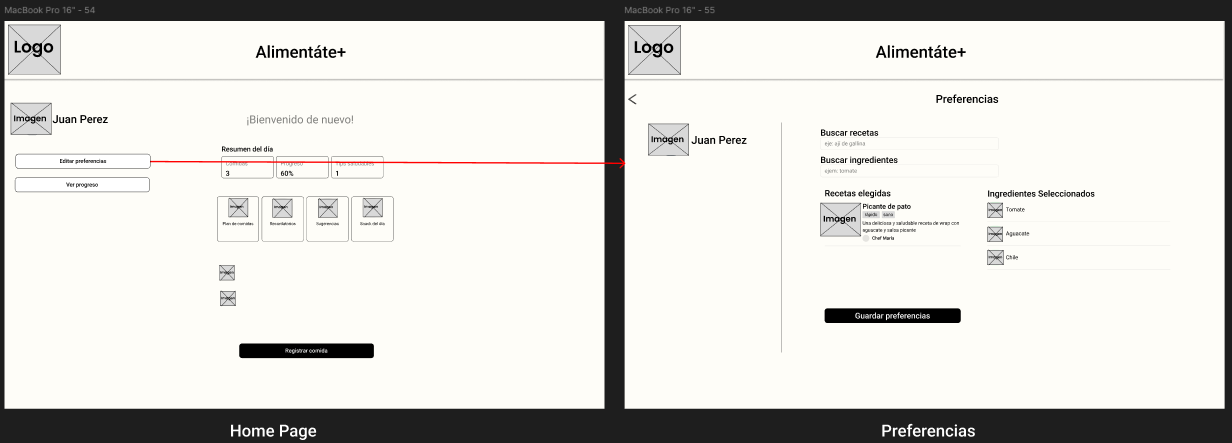 MacBook Pro 16" - 54
Logo
Alimentáte+
Imagen
Juan Perez
¡Bienvenido de nuevo!
Editar preferencias
Ver progreso
Resumen del día
Comidas
3
Progreso
60%
Tips saludables
1
Imagen
Plan de comidas
Imagen
Recordatorios
Imagen
Sugerencias
Imagen
Snack del día
Imagen
Imagen
Registrar comida
Home Page
MacBook Pro 16" - 55
Logo
Alimentáte+
Preferencias
Imagen
Juan Perez
Buscar recetas
eje: ají de gallina
Buscar ingredientes
ejem: tomate
Recetas elegidas
Imagen
Picante de pato
rápido
sano
Una deliciosa y saludable receta de wrap con
aguacate y salsa picante
Chef María
Ingredientes Seleccionados
Imagen
Tomate
Imagen
Aguacate
Imagen
Chile
Guardar preferencias
Preferencias